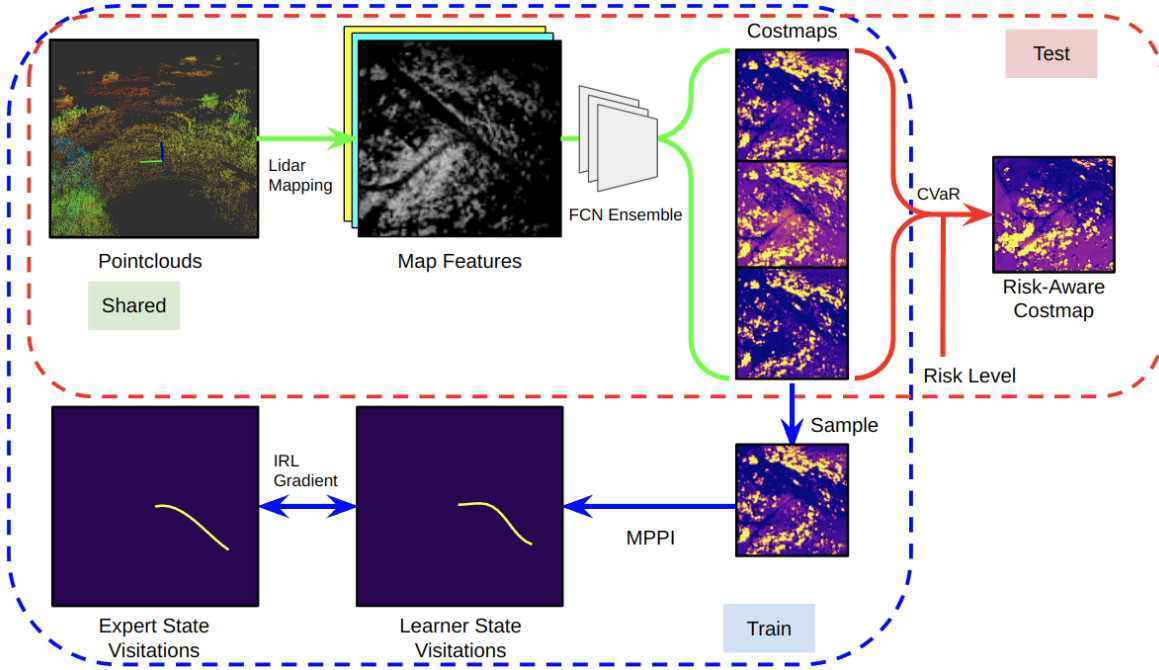 Costmaps
Test
Lidar
Mapping
FCN Ensemble
CVaR
Pointclouds
Map Features
Shared
Risk-Aware
Costmap
Risk Level
Sample
IRL
Gradient
MPPI
Expert State
Visitations
Learner State
Visitations
Train